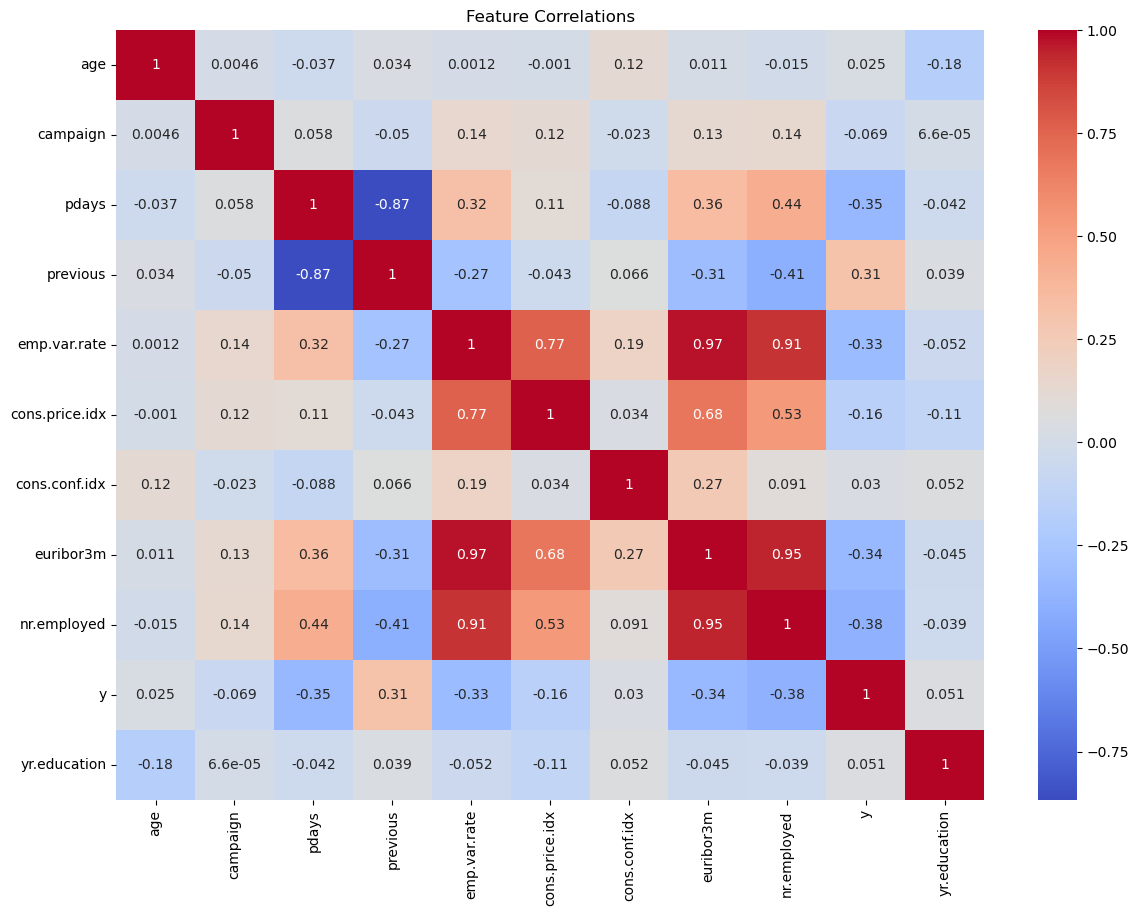 Feature Correlations
age 1 0.0046 -0.037 0.034 0.0012 -0.001 0.12 0.011 -0.015 0.025 -0.18
campaign 0.0046 1 0.058 -0.05 0.14 0.12 -0.023 0.13 0.14 -0.069 6.6e-05
pdays -0.037 0.058 1 -0.87 0.32 0.11 -0.088 0.36 0.44 -0.35 -0.042
previous 0.034 -0.05 -0.87 1 -0.27 -0.043 0.066 -0.31 -0.41 0.31 0.039
emp.var.rate 0.0012 0.14 0.32 -0.27 1 0.77 0.19 0.97 0.91 -0.33 -0.052
cons.price.idx -0.001 0.12 0.11 -0.043 0.77 1 0.034 0.68 0.53 -0.16 -0.11
cons.conf.idx 0.12 -0.023 -0.088 0.066 0.19 0.034 1 0.27 0.091 0.03 0.052
euribor3m 0.011 0.13 0.36 -0.31 0.97 0.68 0.27 1 0.95 -0.34 -0.045
nr.employed -0.015 0.14 0.44 -0.41 0.91 0.53 0.091 0.95 1 -0.38 -0.039
y 0.025 -0.069 -0.35 0.31 -0.33 -0.16 0.03 -0.34 -0.38 1 0.051
yr.education -0.18 6.6e-05 -0.042 0.039 -0.052 -0.11 0.052 -0.045 -0.039 0.051 1
age campaign pdays previous emp.var.rate cons.price.idx cons.conf.idx euribor3m nr.employed y yr.education
1.00
0.75
0.50
0.25
0.00
−0.25
−0.50
−0.75